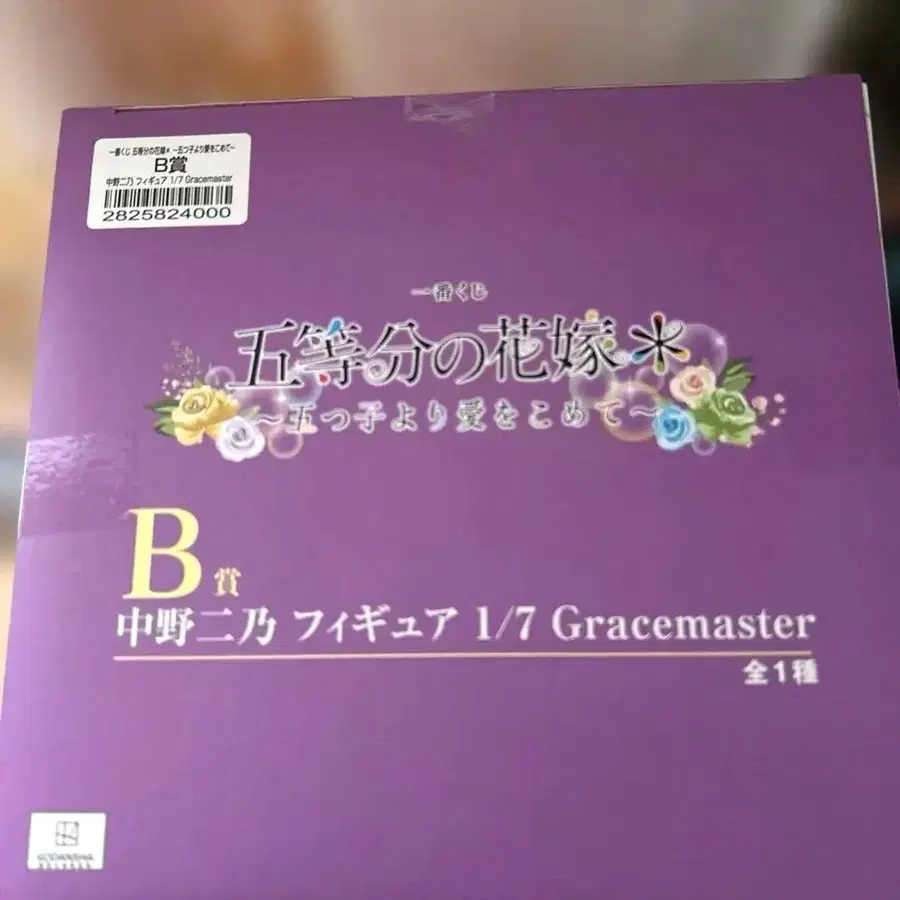 一番くじ 五等分の花嫁＊ ～五つ子より愛をこめて～
B賞
中野二乃 フィギュア 1/7 Gracemaster
2825824000
一番くじ
五等分の花嫁＊
～五つ子より愛をこめて～
B賞
中野二乃 フィギュア 1/7 Gracemaster
全1種
KODANSHA